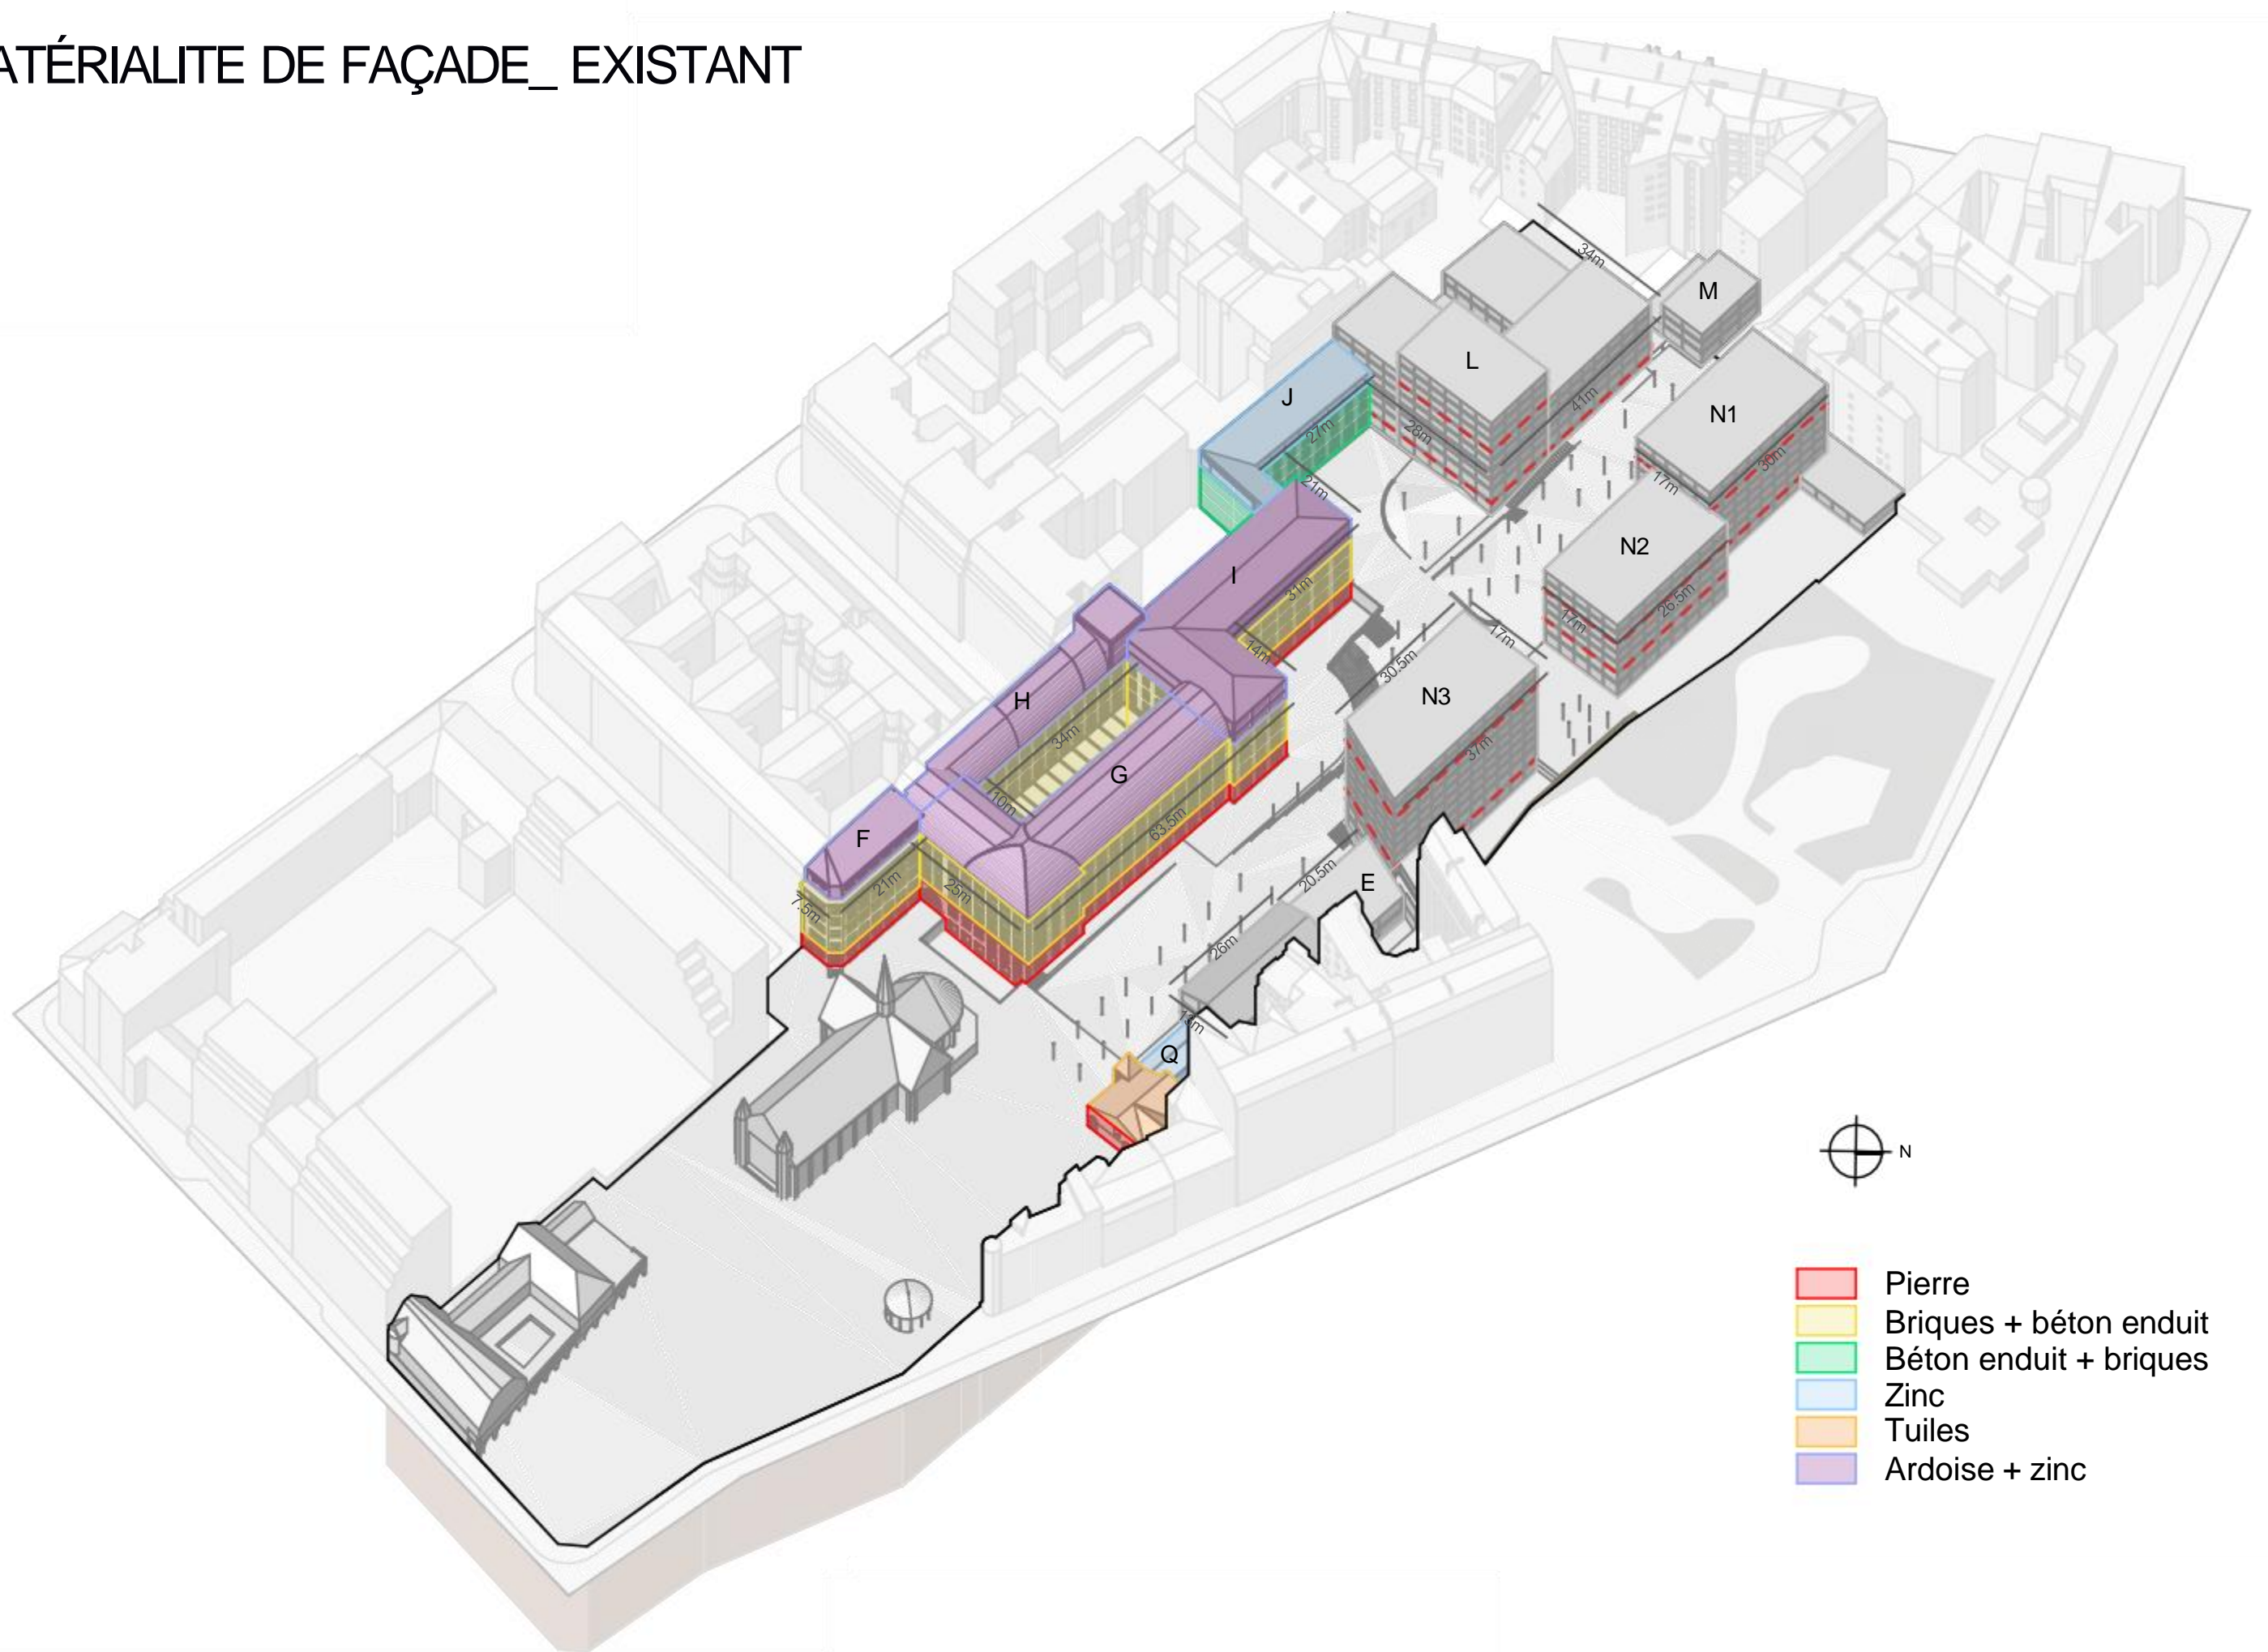 ATÉRIALITE DE FAÇADE_ EXISTANT
34m
M
L
41m
28m
J
27m
21m
N1
30m
17m
N2
26.5m
17m
17m
I
31m
14m
30.5m
N3
37m
H
34m
G
10m
63.5m
F
21m
7.5m
25m
20.5m
E
26m
13m
Q
N
Pierre
Briques + béton enduit
Béton enduit + briques
Zinc
Tuiles
Ardoise + zinc